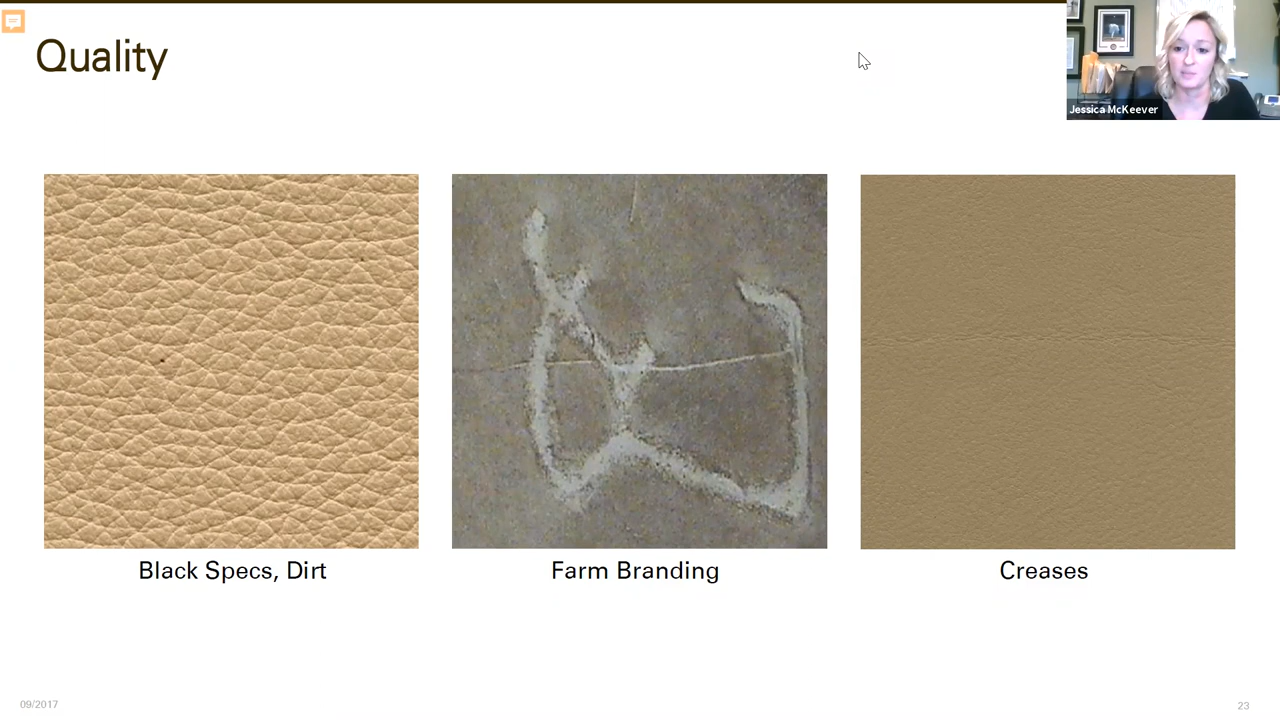 Quality
Jessica McKeever
Black Specs, Dirt
Farm Branding
Creases
09/2017
23